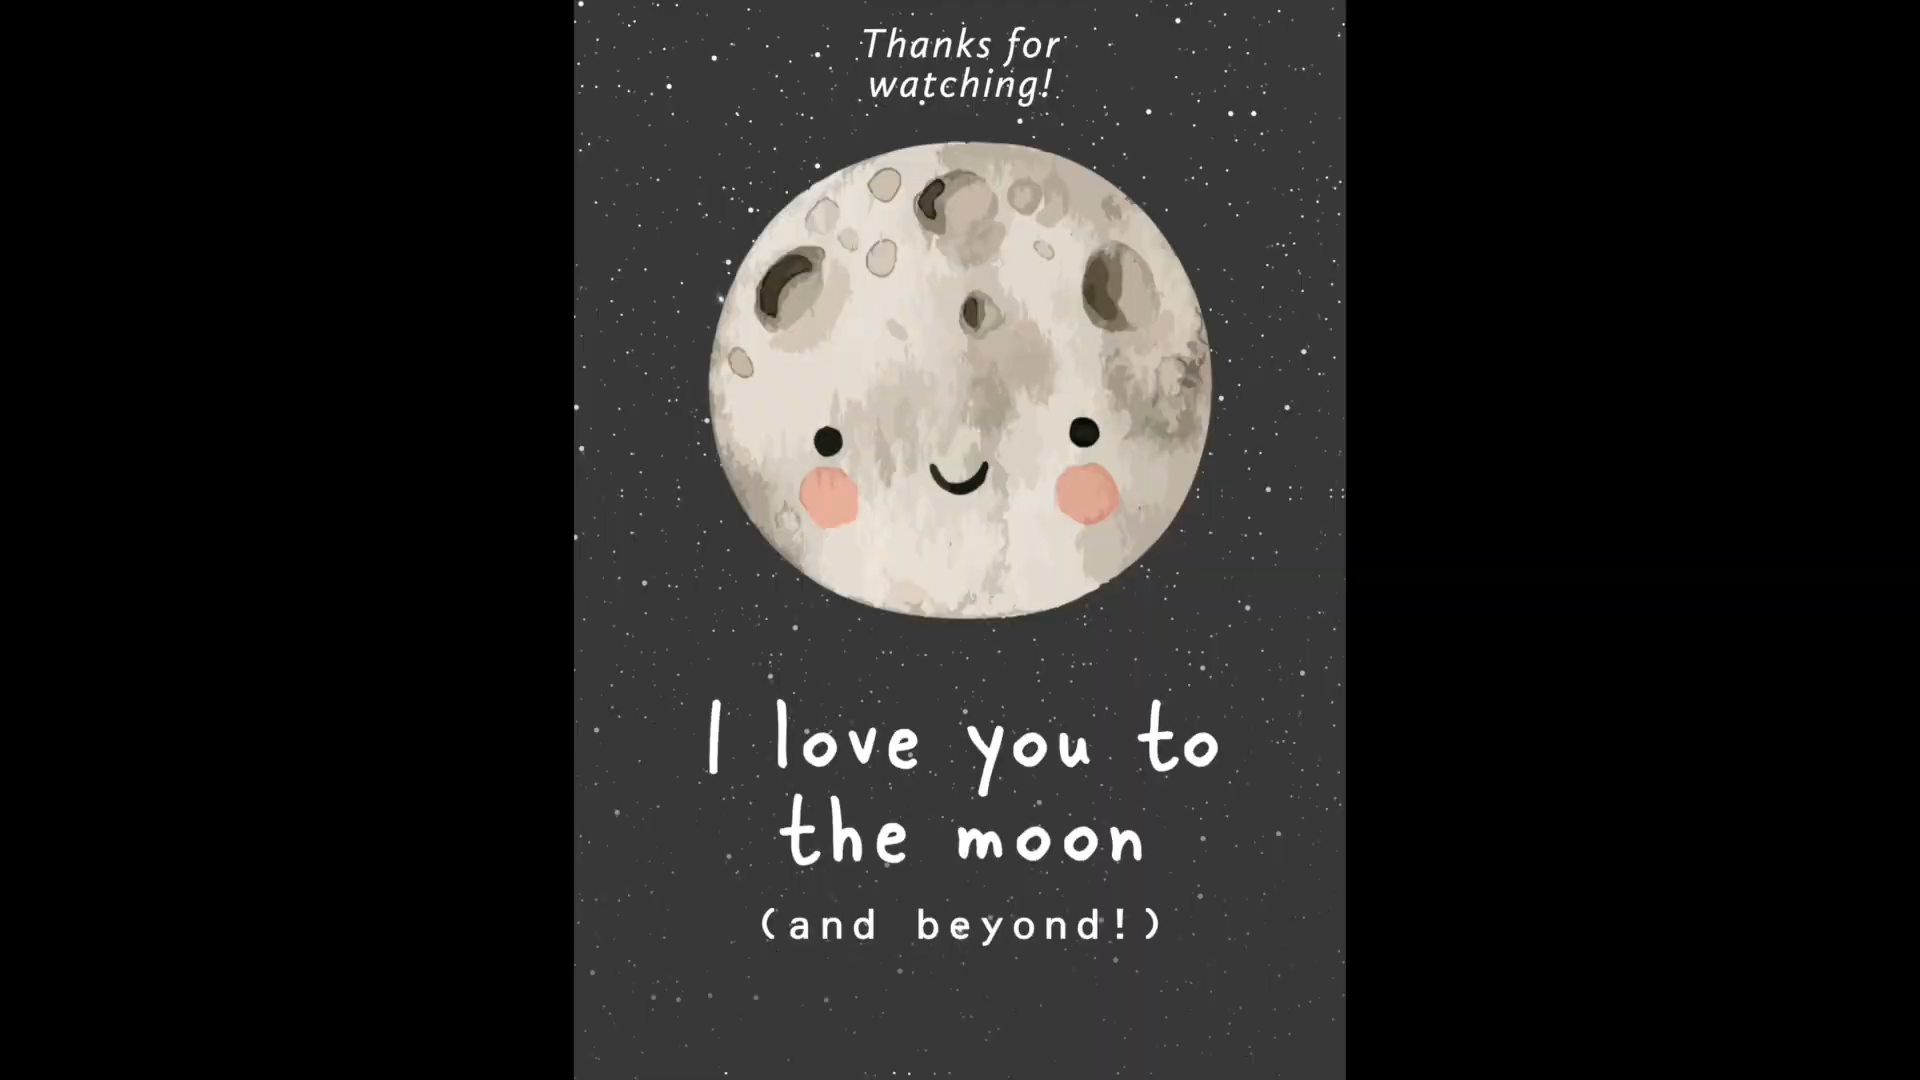 Thanks for
watching!
I love you to
the moon
(and beyond!)